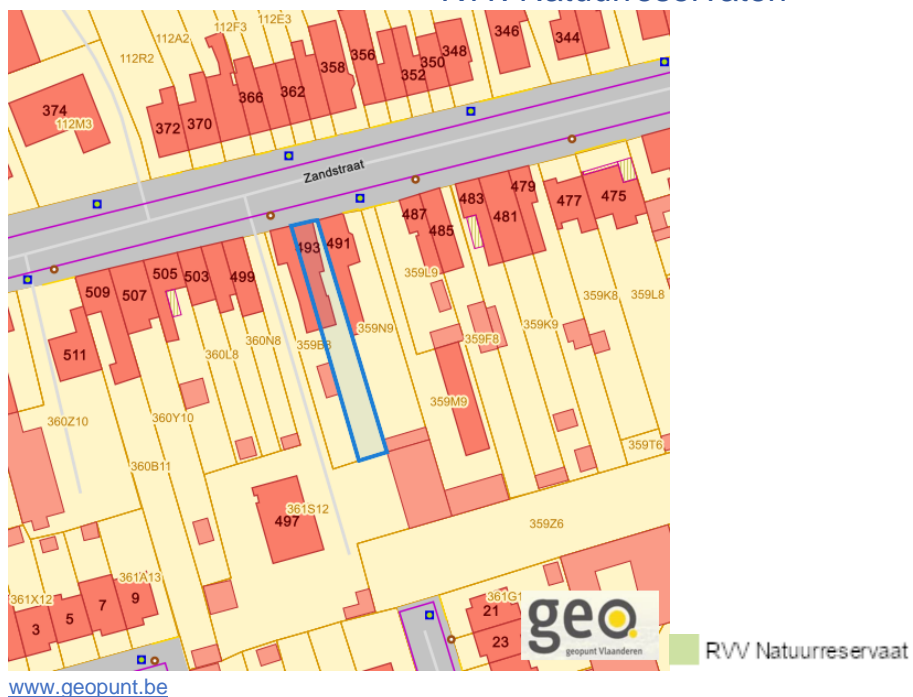 RVV Natuurreservaten
112F3 112E3
112A2
112R2
346 344
356 348
350
352
358
362
366
374
112M3
372 370
Zandstraat
479
483
477 475
487
481
485
493 491
505 503
499
509 507
359L9
359K8 359L8
359N9
359K9
359F8
360N8 359B8
360L8
511
359M9
360Y10
360Z10
359T6
360B11
361S12
497
359Z6
361A13
361X12
9
7
5
3
361G1
21
23
geo
geopunt Vlaanderen
RVV Natuurreservaat
www.geopunt.be